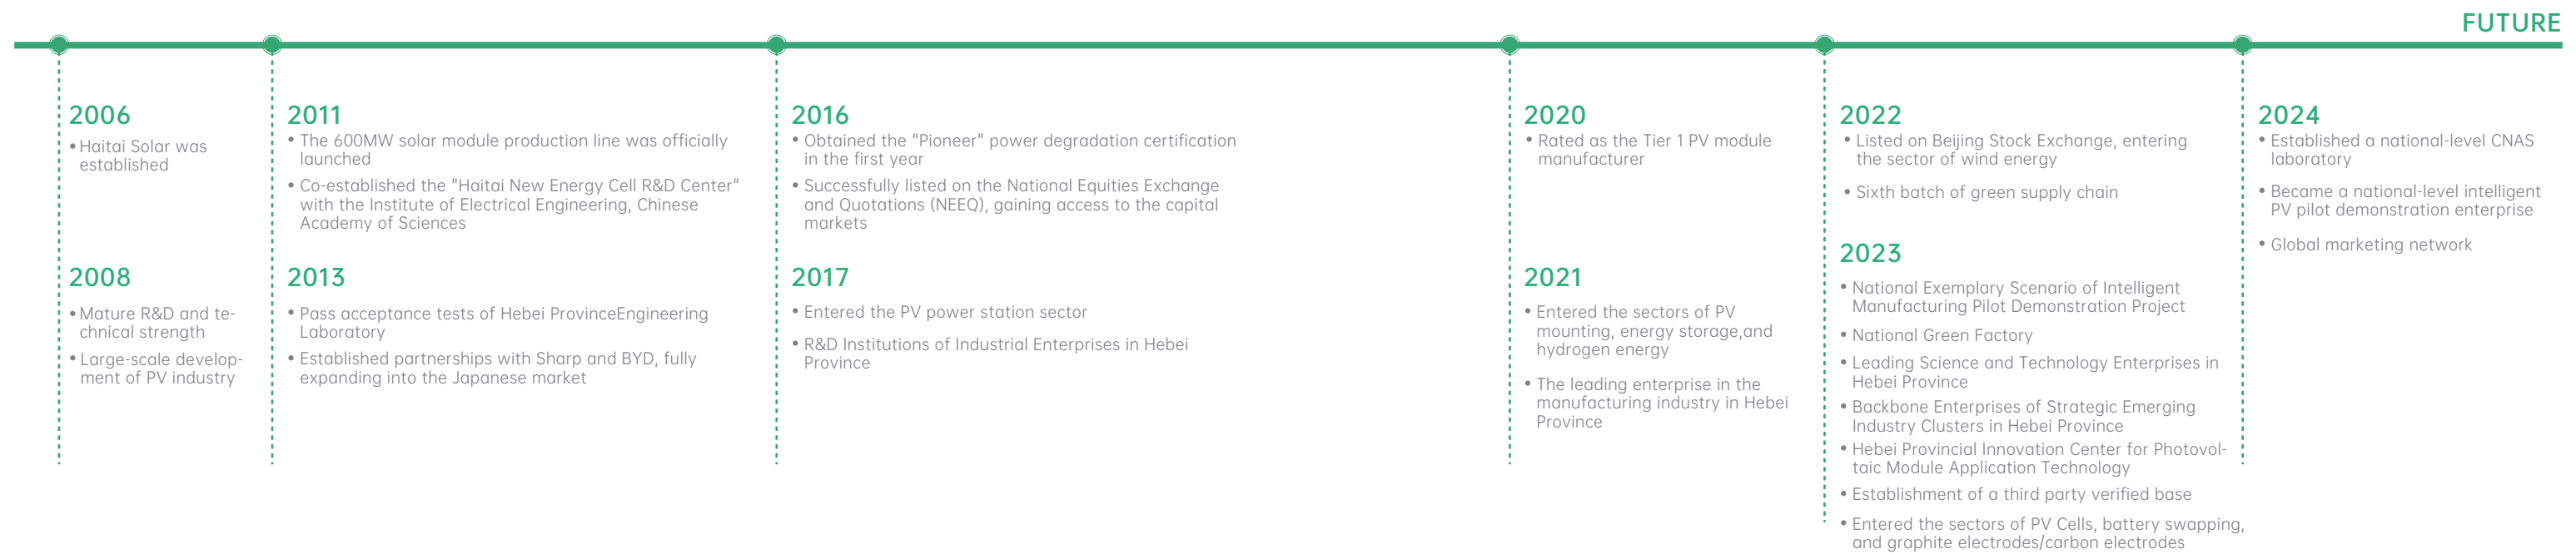 FUTURE
2006
• Haitai Solar was
established
2008
• Mature R&D and te-
chnical strength
• Large-scale develop-
ment of PV industry
2011
• The 600MW solar module production line was officially
launched
• Co-established the "Haitai New Energy Cell R&D Center"
with the Institute of Electrical Engineering, Chinese
Academy of Sciences
2013
• Pass acceptance tests of Hebei ProvinceEngineering
Laboratory
• Established partnerships with Sharp and BYD, fully
expanding into the Japanese market
2016
• Obtained the "Pioneer" power degradation certification
in the first year
• Successfully listed on the National Equities Exchange
and Quotations (NEEQ), gaining access to the capital
markets
2017
• Entered the PV power station sector
• R&D Institutions of Industrial Enterprises in Hebei
Province
2020
• Rated as the Tier 1 PV module
manufacturer
2021
• Entered the sectors of PV
mounting, energy storage,and
hydrogen energy
• The leading enterprise in the
manufacturing industry in Hebei
Province
2022
• Listed on Beijing Stock Exchange, entering
the sector of wind energy
• Sixth batch of green supply chain
2023
• National Exemplary Scenario of Intelligent
Manufacturing Pilot Demonstration Project
• National Green Factory
• Leading Science and Technology Enterprises in
Hebei Province
• Backbone Enterprises of Strategic Emerging
Industry Clusters in Hebei Province
• Hebei Provincial Innovation Center for Photovol-
taic Module Application Technology
• Establishment of a third party verified base
• Entered the sectors of PV Cells, battery swapping,
and graphite electrodes/carbon electrodes
2024
• Established a national-level CNAS
laboratory
• Became a national-level intelligent
PV pilot demonstration enterprise
• Global marketing network